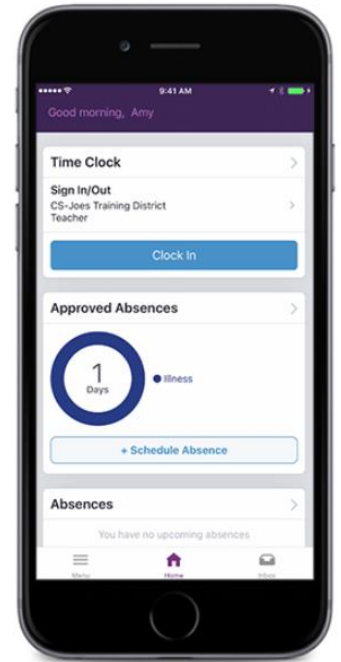 9:41 AM
Good morning, Amy
Time Clock
Sign In/Out
CS-Joes Training District
Teacher
Clock In
Approved Absences
1
Days
Illness
+ Schedule Absence
Absences
You have no upcoming absences
Menu
Home
Inbox